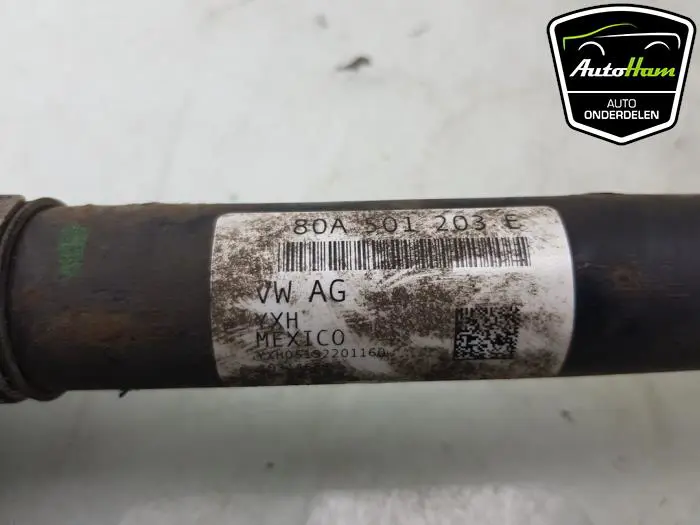 AutoHam
AUTO
ONDERDELEN
80A 501 203 E
VW AG
YXH
MEXICO